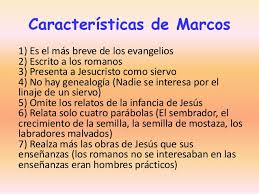 Características de Marcos
1) Es el más breve de los evangelios
2) Escrito a los romanos
3) Presenta a Jesucristo como siervo
4) No hay genealogía (Nadie se interesa por el
linaje de un siervo)
5) Omite los relatos de la infancia de Jesús
6) Relata solo cuatro parábolas (El sembrador, el
crecimiento de la semilla, la semilla de mostaza, los
labradores malvados)
7) Realza más las obras de Jesús que sus
enseñanzas (los romanos no se interesaban en las
enseñanzas eran hombres prácticos)